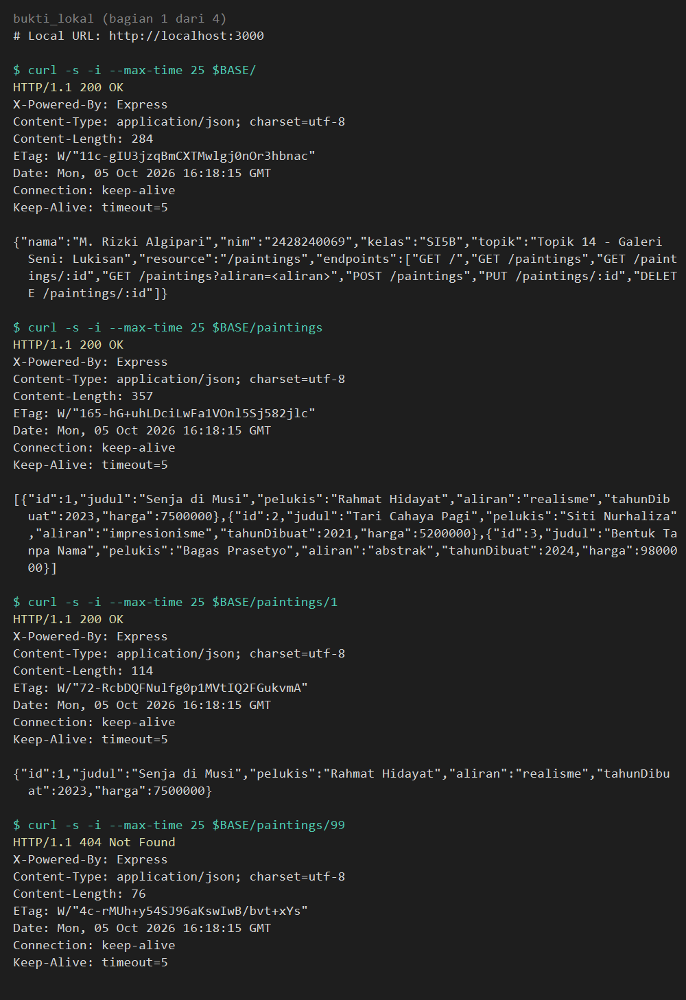 bukti_lokal (bagian 1 dari 4)
# Local URL: http://localhost:3000
$ curl -s -i --max-time 25 $BASE/
HTTP/1.1 200 OK
X-Powered-By: Express
Content-Type: application/json; charset=utf-8
Content-Length: 284
ETag: W/"11c-gIU3jzqBmCXTMwlgj0nOr3hbnac"
Date: Mon, 05 Oct 2026 16:18:15 GMT
Connection: keep-alive
Keep-Alive: timeout=5
{"nama":"M. Rizki Algipari","nim":"2428240069","kelas":"SI5B","topik":"Topik 14 - Galeri
Seni: Lukisan","resource":"/paintings","endpoints":["GET /","GET /paintings","GET /paint
ings/:id","GET /paintings?aliran=<aliran>","POST /paintings","PUT /paintings/:id","DELET
E /paintings/:id"]}
$ curl -s -i --max-time 25 $BASE/paintings
HTTP/1.1 200 OK
X-Powered-By: Express
Content-Type: application/json; charset=utf-8
Content-Length: 357
ETag: W/"165-hG+uhLDciLwFa1VOnl5Sj582jlc"
Date: Mon, 05 Oct 2026 16:18:15 GMT
Connection: keep-alive
Keep-Alive: timeout=5
[{"id":1,"judul":"Senja di Musi","pelukis":"Rahmat Hidayat","aliran":"realisme","tahunDib
uat":2023,"harga":7500000},{"id":2,"judul":"Tari Cahaya Pagi","pelukis":"Siti Nurhaliza"
,"aliran":"impresionisme","tahunDibuat":2021,"harga":5200000},{"id":3,"judul":"Bentuk Ta
npa Nama","pelukis":"Bagas Prasetyo","aliran":"abstrak","tahunDibuat":2024,"harga":98000
00}]
$ curl -s -i --max-time 25 $BASE/paintings/1
HTTP/1.1 200 OK
X-Powered-By: Express
Content-Type: application/json; charset=utf-8
Content-Length: 114
ETag: W/"72-RcbDQFNulfg0p1MVtIQ2FGukvmA"
Date: Mon, 05 Oct 2026 16:18:15 GMT
Connection: keep-alive
Keep-Alive: timeout=5
{"id":1,"judul":"Senja di Musi","pelukis":"Rahmat Hidayat","aliran":"realisme","tahunDibu
at":2023,"harga":7500000}
$ curl -s -i --max-time 25 $BASE/paintings/99
HTTP/1.1 404 Not Found
X-Powered-By: Express
Content-Type: application/json; charset=utf-8
Content-Length: 76
ETag: W/"4c-rMUh+y54SJ96aKswIwB/bvt+xYs"
Date: Mon, 05 Oct 2026 16:18:15 GMT
Connection: keep-alive
Keep-Alive: timeout=5